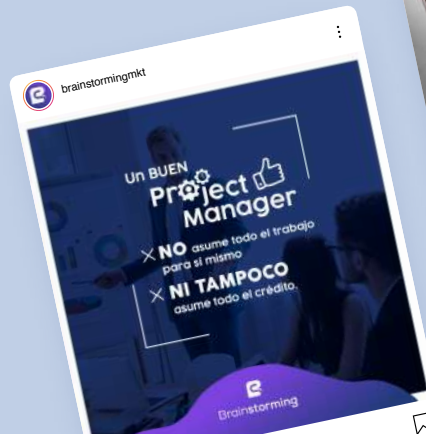 brainstormingmkt
Un BUEN
Project
Manager
NO asume todo el trabajo
para sí mismo
NI TAMPOCO
asume todo el crédito.
Brainstorming